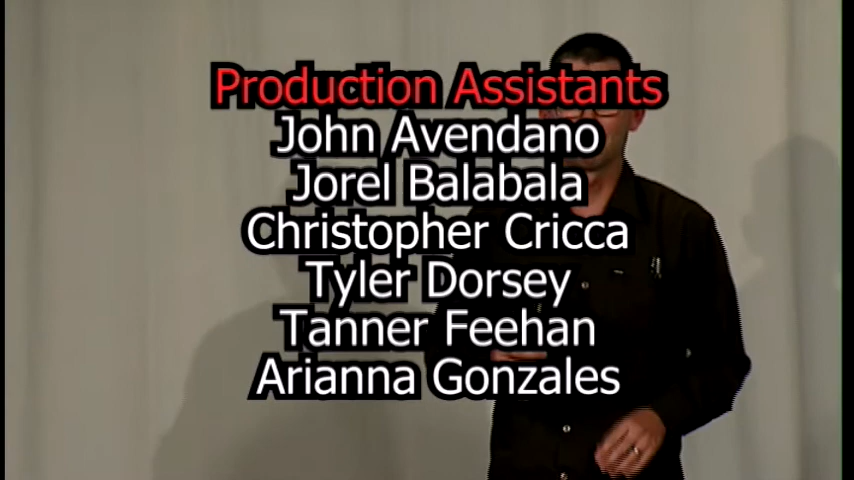 Production Assistants
John Avendano
Jorel Balabala
Christopher Cricca
Tyler Dorsey
Tanner Feehan
Arianna Gonzales